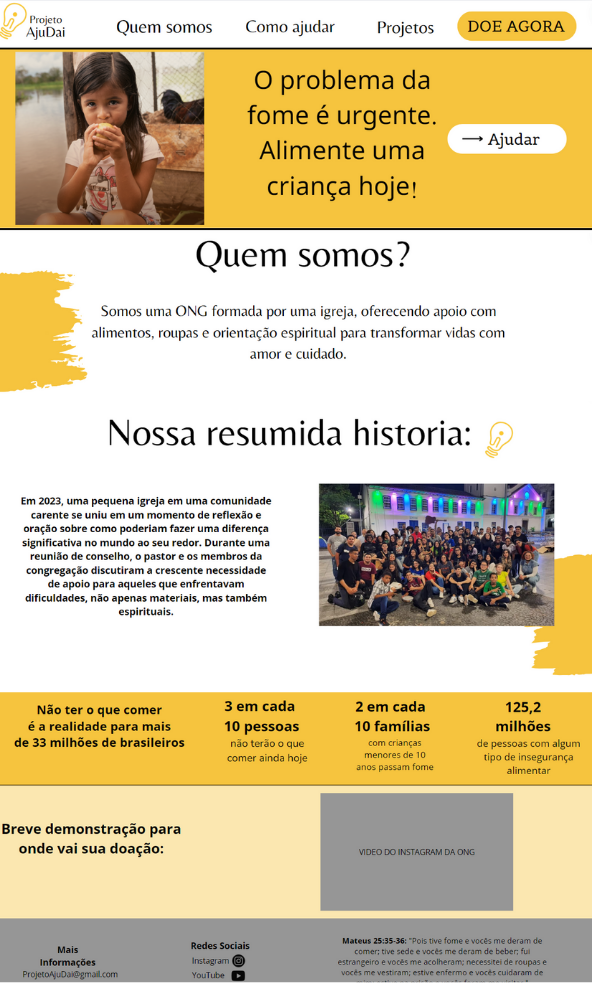 Projeto
AjuDai
Quem somos
Como ajudar
Projetos
DOE AGORA
O problema da
fome é urgente.
Alimente uma
criança hoje!
→ Ajudar
Quem somos?
Somos uma ONG formada por uma igreja, oferecendo apoio com
alimentos, roupas e orientação espiritual para transformar vidas com
amor e cuidado.
Nossa resumida historia:
Em 2023, uma pequena igreja em uma comunidade
carente se uniu em um momento de reflexão e
oração sobre como poderiam fazer uma diferença
significativa no mundo ao seu redor. Durante uma
reunião de conselho, o pastor e os membros da
congregação discutiram a crescente necessidade
de apoio para aqueles que enfrentavam
dificuldades, não apenas materiais, mas também
espirituais.
Não ter o que comer
é a realidade para mais
de 33 milhões de brasileiros
3 em cada
10 pessoas
não terão o que
comer ainda hoje
2 em cada
10 famílias
com crianças
menores de 10
anos passam fome
125,2
milhões
de pessoas com algum
tipo de insegurança
alimentar
Breve demonstração para
onde vai sua doação:
VIDEO DO INSTAGRAM DA ONG
Mais
Informações
ProjetoAjuDai@gmail.com
Redes Sociais
Instagram
YouTube
Mateus 25:35-36: "Pois tive fome e vocês me deram de
comer; tive sede e vocês me deram de beber; fui
estrangeiro e vocês me acolheram; necessitei de roupas e
vocês me vestiram; estive enfermo e vocês cuidaram de